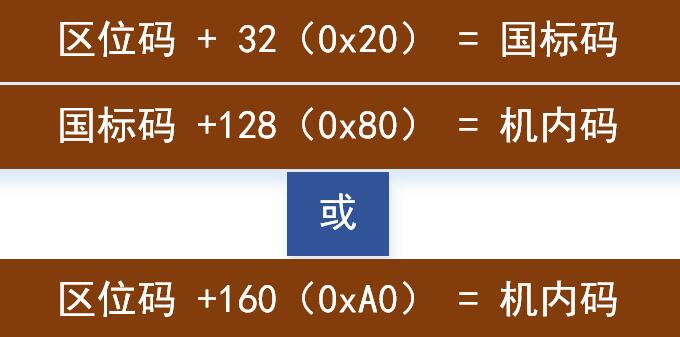 区位码 + 32（0x20） = 国标码
国标码 +128（0x80） = 机内码
或
区位码 +160（0xA0） = 机内码